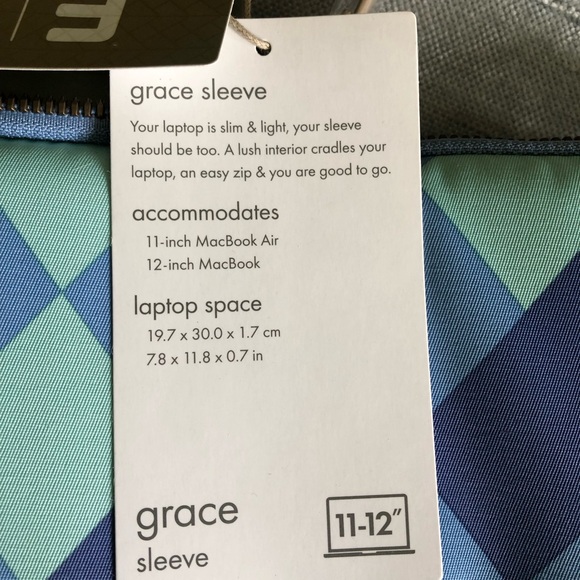 grace sleeve
Your laptop is slim & light, your sleeve
should be too. A lush interior cradles your
laptop, an easy zip & you are good to go.
accommodates
11-inch MacBook Air
12-inch MacBook
laptop space
19.7 x 30.0 x 1.7 cm
7.8 x 11.8 x 0.7 in
grace
sleeve
11-12”